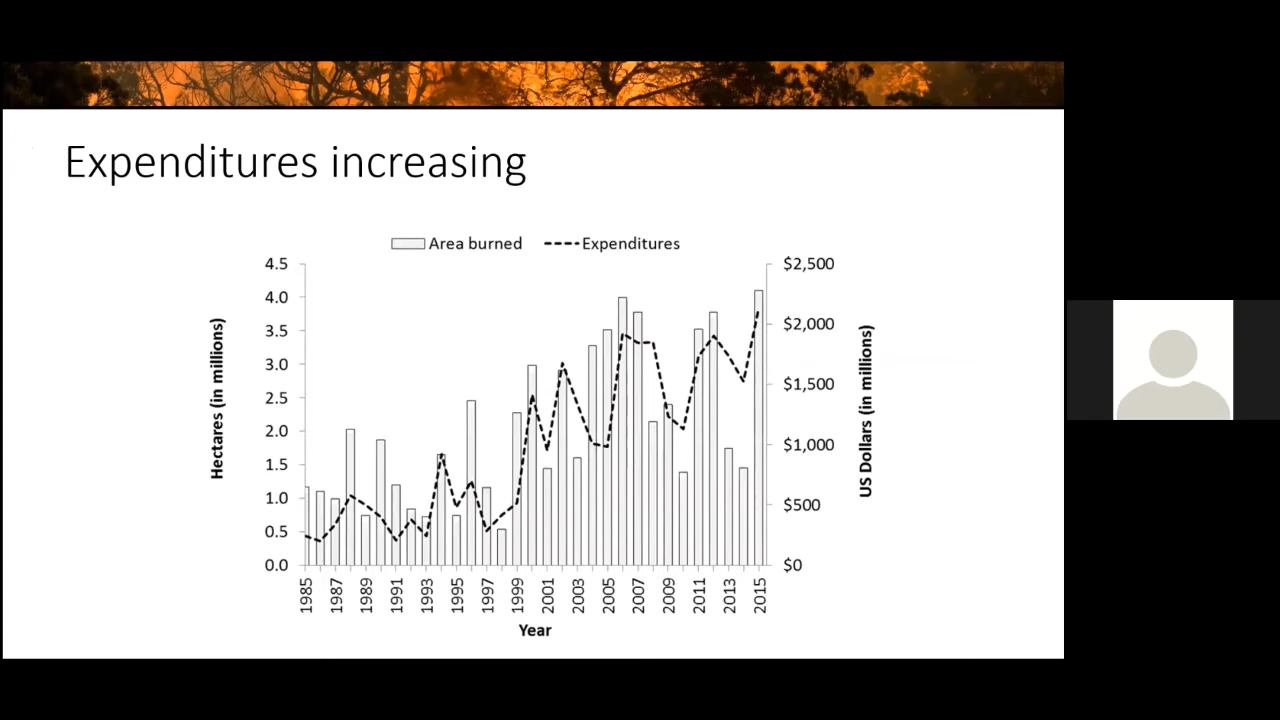 Expenditures increasing
Area burned Expenditures
4.5 $2,500
4.0
3.5 $2,000
3.0
2.5 $1,500
2.0
1.5 $1,000
1.0
0.5 $500
0.0 $0
Hectares (in millions)
US Dollars (in millions)
1985 1987 1989 1991 1993 1995 1997 1999 2001 2003 2005 2007 2009 2011 2013 2015
Year